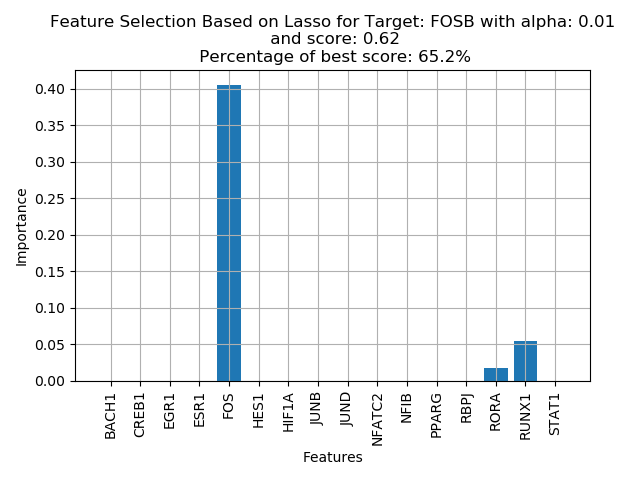 Feature Selection Based on Lasso for Target: FOSB with alpha: 0.01
and score: 0.62
Percentage of best score: 65.2%
0.40
0.35
0.30
0.25
0.20
0.15
0.10
0.05
0.00
Importance
BACH1
CREB1
EGR1
ESR1
FOS
HES1
HIF1A
JUNB
JUND
NFATC2
NFIB
PPARG
RBPJ
RORA
RUNX1
STAT1
Features